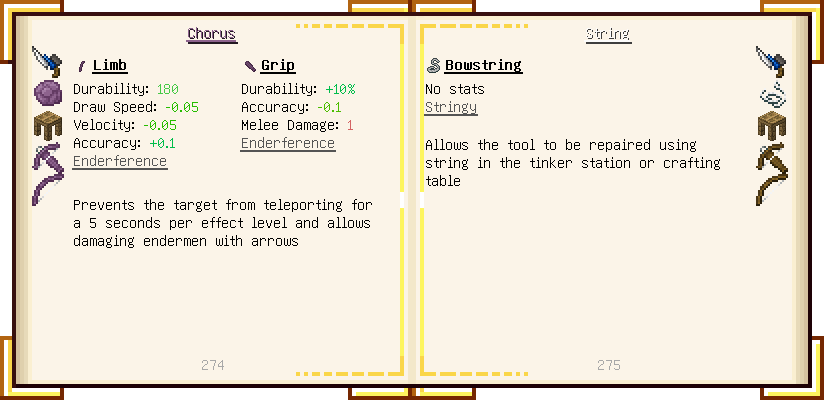 Chorus
Limb
Durability: 180
Draw Speed: -0.05
Velocity: -0.05
Accuracy: +0.1
Enderference
Grip
Durability: +10%
Accuracy: -0.1
Melee Damage: 1
Enderference
Prevents the target from teleporting for
a 5 seconds per effect level and allows
damaging endermen with arrows
274
String
Bowstring
No stats
Stringy
Allows the tool to be repaired using
string in the tinker station or crafting
table
275